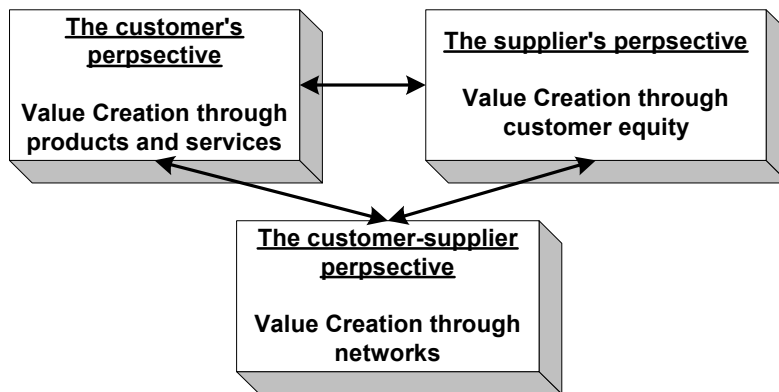 The customer's
perpsective
Value Creation through
products and services
The supplier's perpsective
Value Creation through
customer equity
The customer-supplier
perpsective
Value Creation through
networks